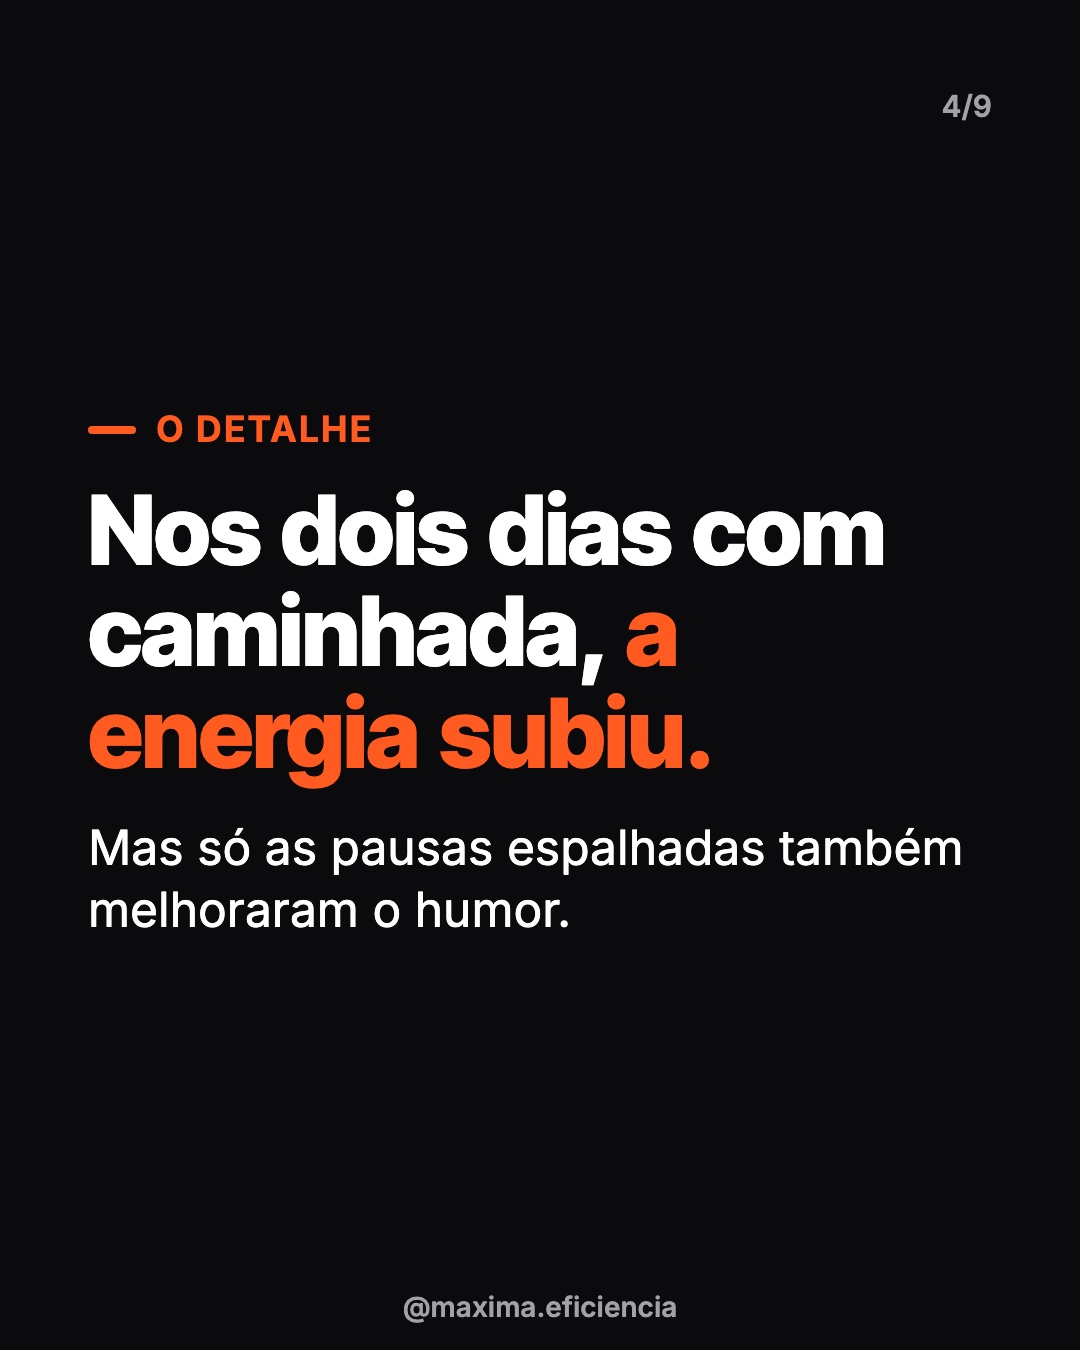 4/9
O DETALHE
Nos dois dias com
caminhada, a
energia subiu.
Mas só as pausas espalhadas também
melhoraram o humor.
@maxima.eficiencia